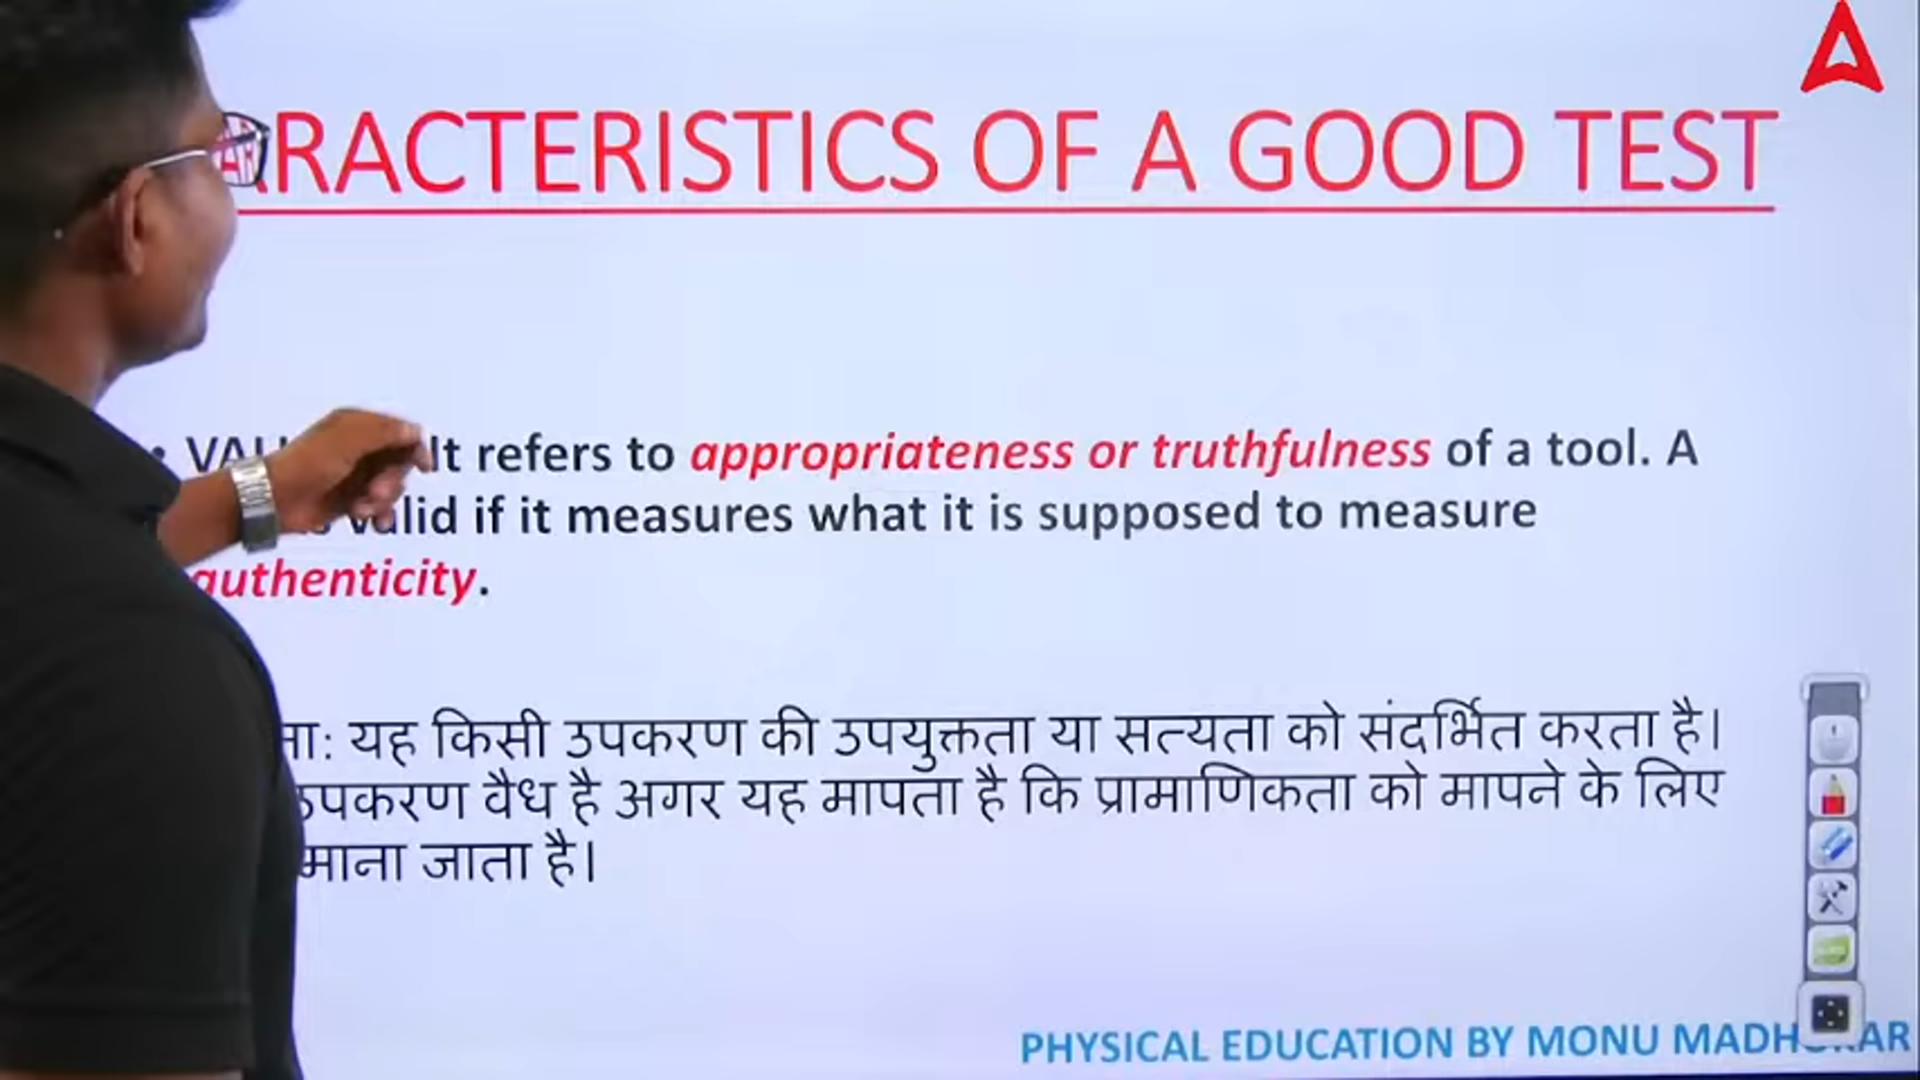 RACTERISTICS OF A GOOD TEST
It refers to appropriateness or truthfulness of a tool. A
valid if it measures what it is supposed to measure
authenticity.
यह किसी उपकरण की उपयुक्तता या सत्यता को संदर्भित करता है।
उपकरण वैध है अगर यह मापता है कि प्रामाणिकता को मापने के लिए
माना जाता है।
PHYSICAL EDUCATION BY MONU